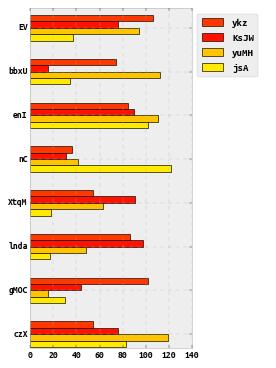 EV
bbxU
enI
nC
XtqM
lnda
gMOC
czX
0 20 40 60 80 100 120 140
ykz
KsJW
yuMH
jsA